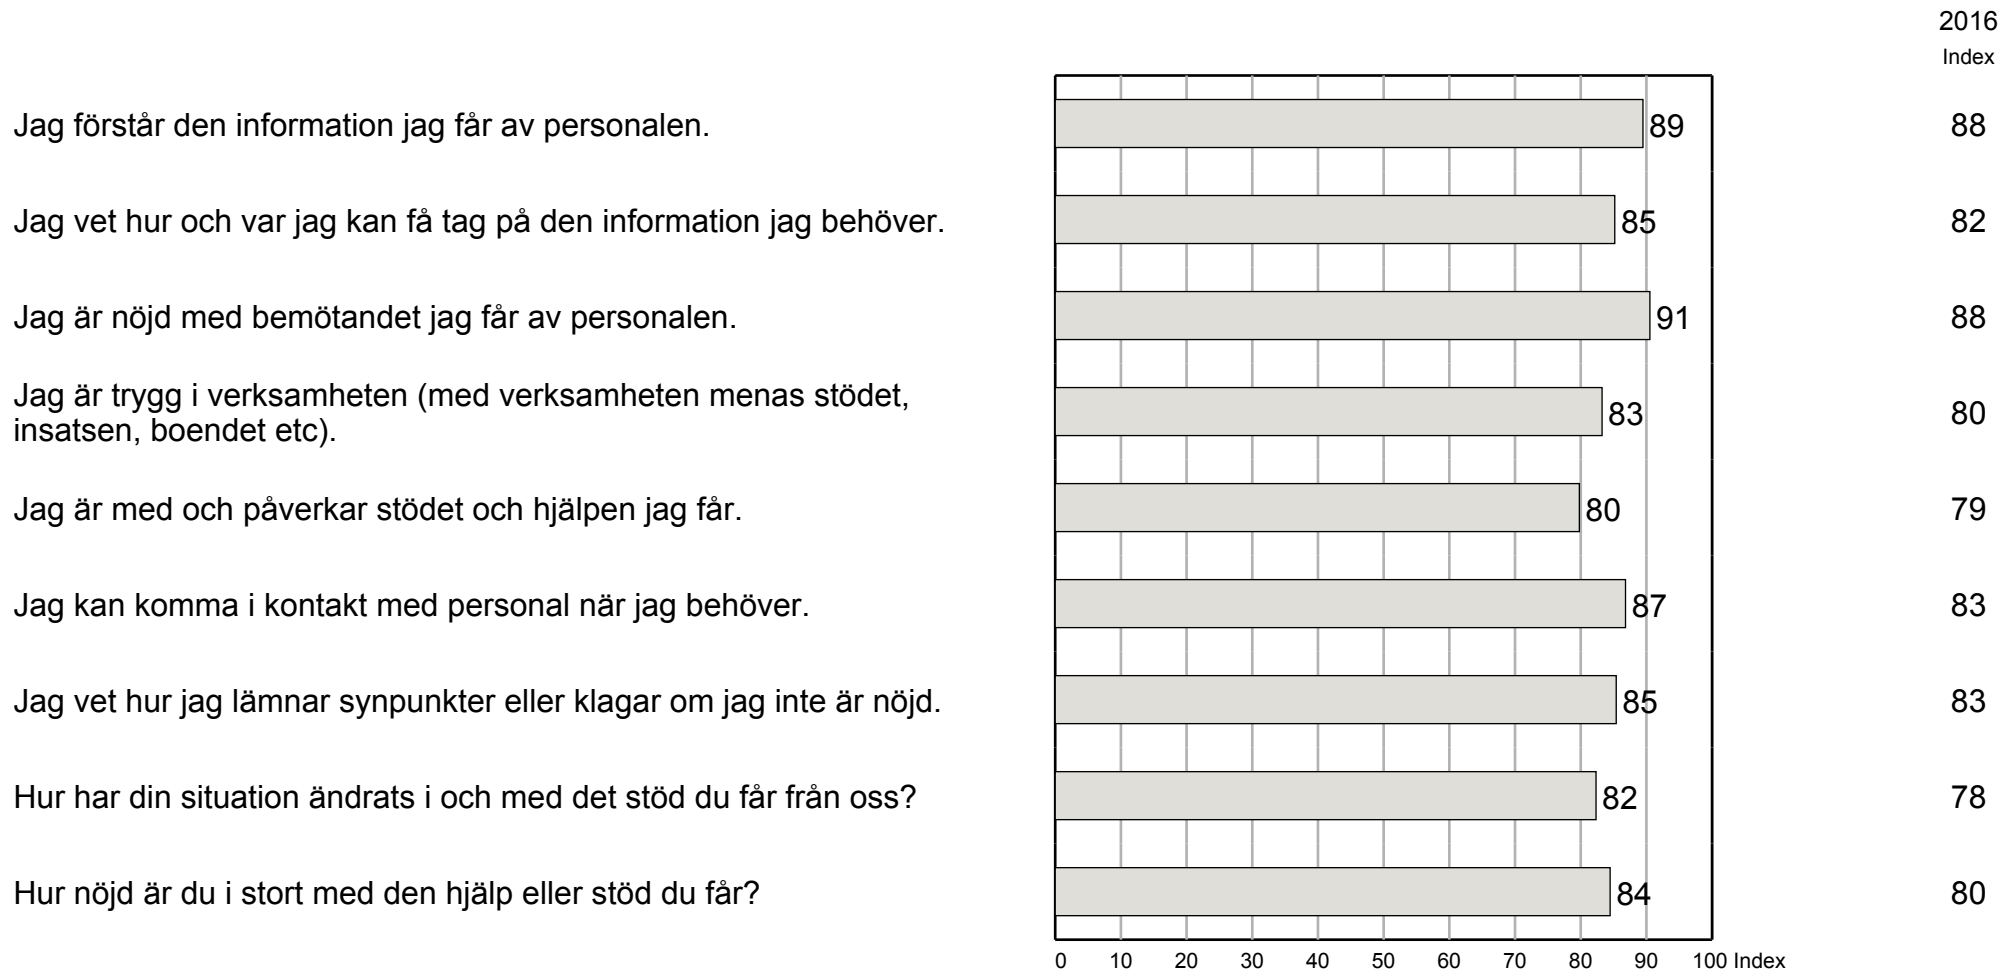 2016
Index
Jag förstår den information jag får av personalen. 89 88
Jag vet hur och var jag kan få tag på den information jag behöver. 85 82
Jag är nöjd med bemötandet jag får av personalen. 91 88
Jag är trygg i verksamheten (med verksamheten menas stödet,
insatsen, boendet etc). 83 80
Jag är med och påverkar stödet och hjälpen jag får. 80 79
Jag kan komma i kontakt med personal när jag behöver. 87 83
Jag vet hur jag lämnar synpunkter eller klagar om jag inte är nöjd. 85 83
Hur har din situation ändrats i och med det stöd du får från oss? 82 78
Hur nöjd är du i stort med den hjälp eller stöd du får? 84 80
0 10 20 30 40 50 60 70 80 90 100 Index